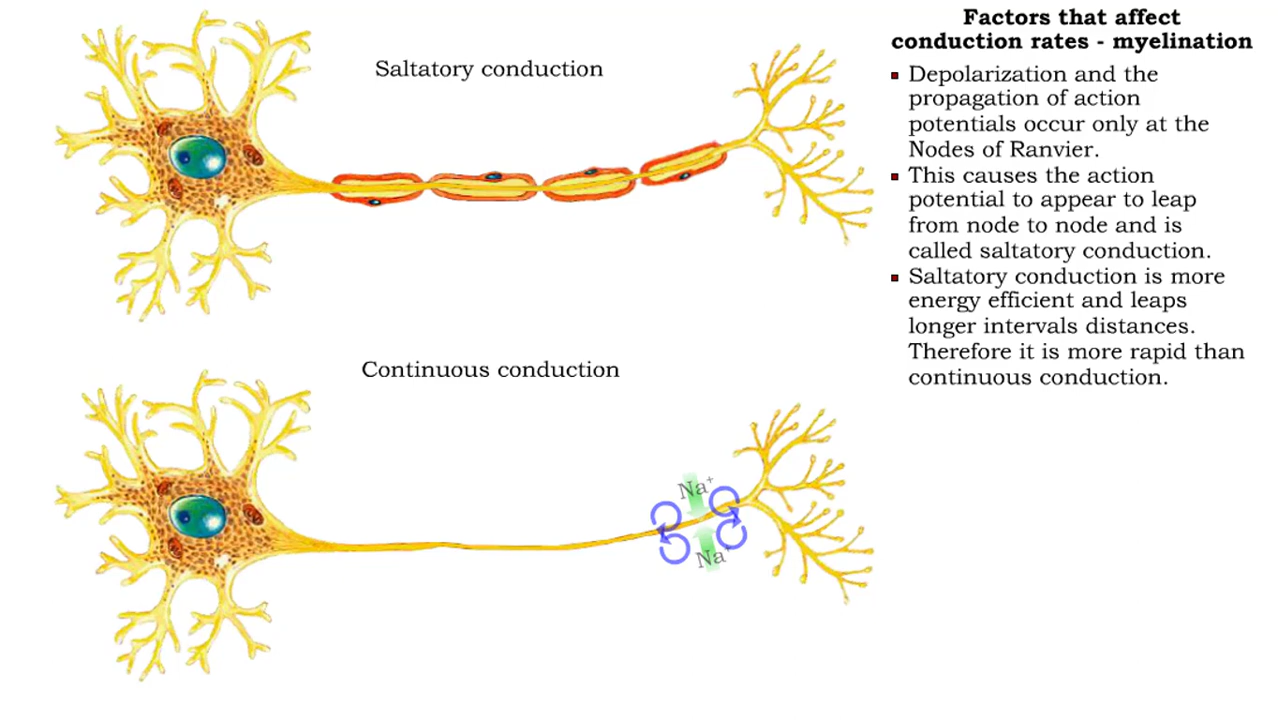 Factors that affect
conduction rates - myelination
Saltatory conduction
▪ Depolarization and the
propagation of action
potentials occur only at the
Nodes of Ranvier.
▪ This causes the action
potential to appear to leap
from node to node and is
called saltatory conduction.
▪ Saltatory conduction is more
energy efficient and leaps
longer intervals distances.
Therefore it is more rapid than
continuous conduction.
Continuous conduction
Na+
Na+